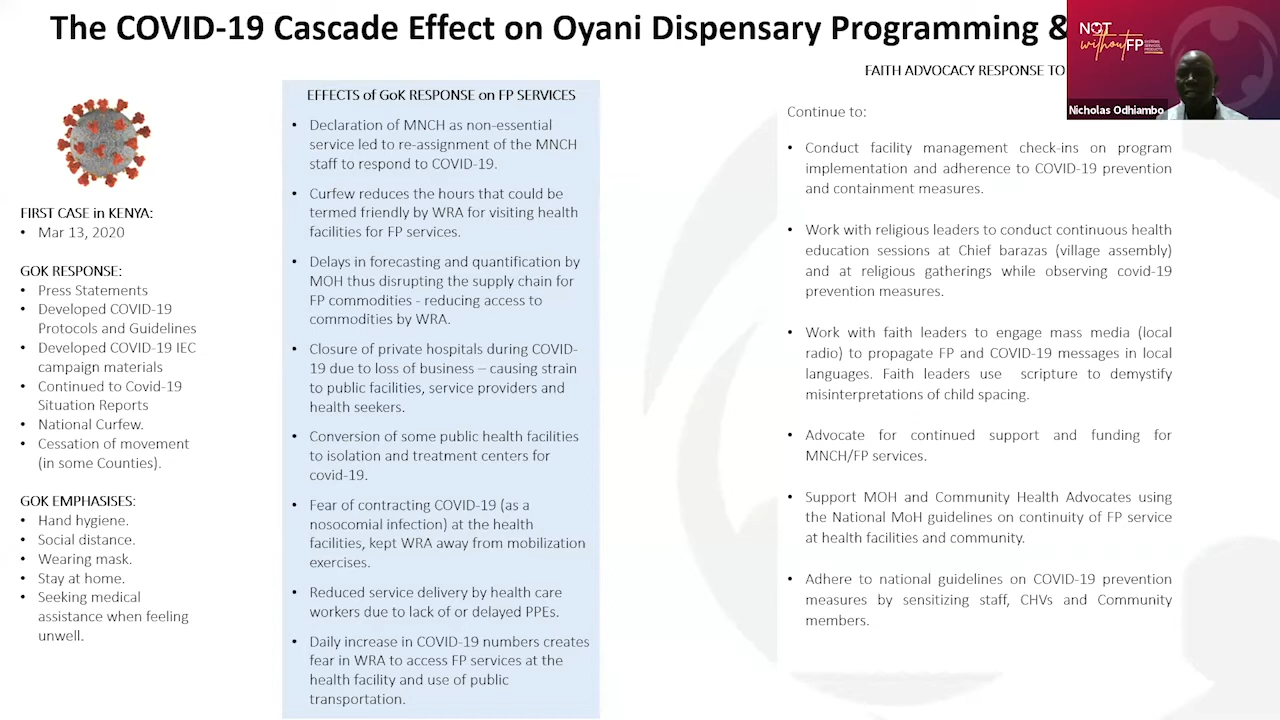 The COVID-19 Cascade Effect on Oyani Dispensary Programming &
NOT
without FP
Nicholas Odhiambo
FIRST CASE in KENYA:
• Mar 13, 2020
GOK RESPONSE:
• Press Statements
• Developed COVID-19
Protocols and Guidelines
• Developed COVID-19 IEC
campaign materials
• Continued to Covid-19
Situation Reports
• National Curfew.
• Cessation of movement
(in some Counties).
GOK EMPHASISES:
• Hand hygiene.
• Social distance.
• Wearing mask.
• Stay at home.
• Seeking medical
assistance when feeling
unwell.
EFFECTS of GoK RESPONSE on FP SERVICES
• Declaration of MNCH as non-essential
service led to re-assignment of the MNCH
staff to respond to COVID-19.
• Curfew reduces the hours that could be
termed friendly by WRA for visiting health
facilities for FP services.
• Delays in forecasting and quantification by
MOH thus disrupting the supply chain for
FP commodities - reducing access to
commodities by WRA.
• Closure of private hospitals during COVID-
19 due to loss of business – causing strain
to public facilities, service providers and
health seekers.
• Conversion of some public health facilities
to isolation and treatment centers for
covid-19.
• Fear of contracting COVID-19 (as a
nosocomial infection) at the health
facilities, kept WRA away from mobilization
exercises.
• Reduced service delivery by health care
workers due to lack of or delayed PPEs.
• Daily increase in COVID-19 numbers creates
fear in WRA to access FP services at the
health facility and use of public
transportation.
FAITH ADVOCACY RESPONSE TO
Continue to:
• Conduct facility management check-ins on program
implementation and adherence to COVID-19 prevention
and containment measures.
• Work with religious leaders to conduct continuous health
education sessions at Chief barazas (village assembly)
and at religious gatherings while observing covid-19
prevention measures.
• Work with faith leaders to engage mass media (local
radio) to propagate FP and COVID-19 messages in local
languages. Faith leaders use scripture to demystify
misinterpretations of child spacing.
• Advocate for continued support and funding for
MNCH/FP services.
• Support MOH and Community Health Advocates using
the National MoH guidelines on continuity of FP service
at health facilities and community.
• Adhere to national guidelines on COVID-19 prevention
measures by sensitizing staff, CHVs and Community
members.